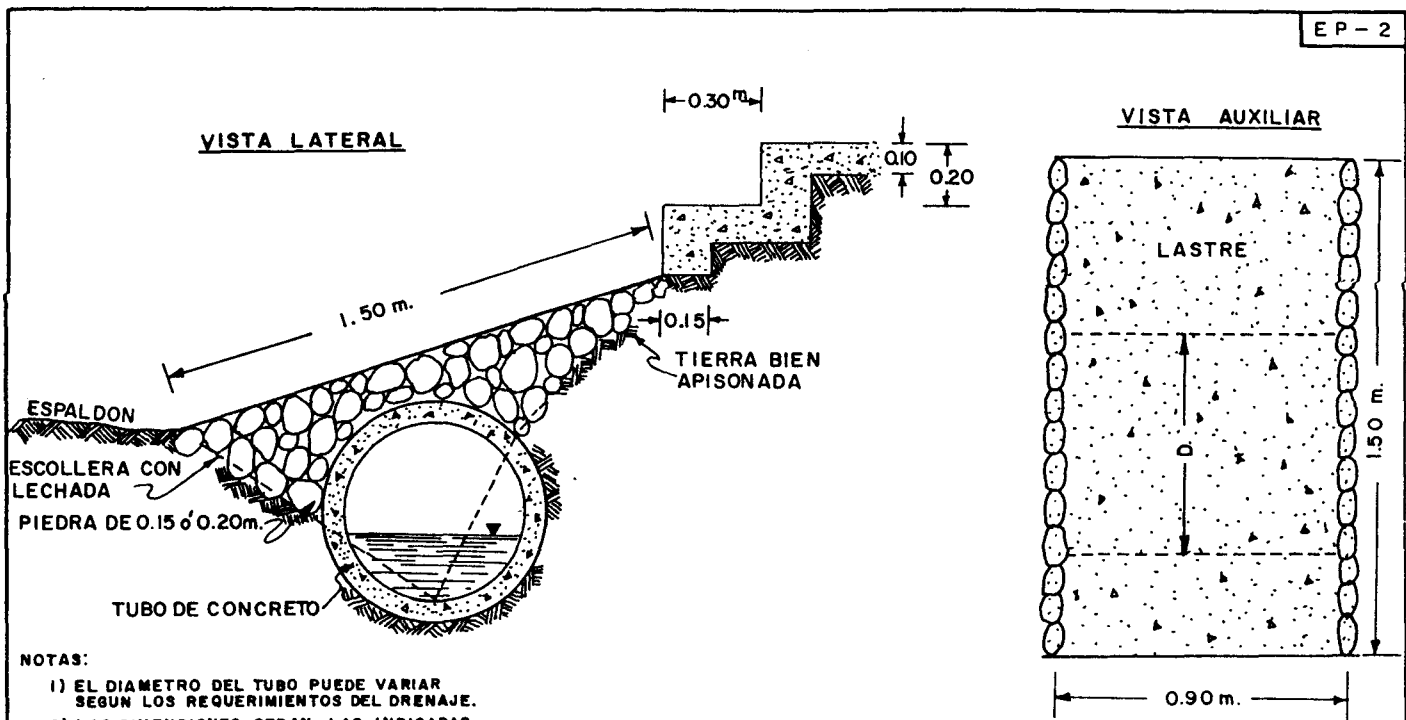 EP-2
VISTA LATERAL
0.30m
0.10
0.20
1.50 m.
0.15
TIERRA BIEN
APISONADA
ESPALDON
ESCOLLERA CON
LECHADA
PIEDRA DE 0.15 ó 0.20m.
TUBO DE CONCRETO
NOTAS:
1) EL DIAMETRO DEL TUBO PUEDE VARIAR
SEGUN LOS REQUERIMIENTOS DEL DRENAJE.
VISTA AUXILIAR
LASTRE
D
1.50 m.
0.90 m.